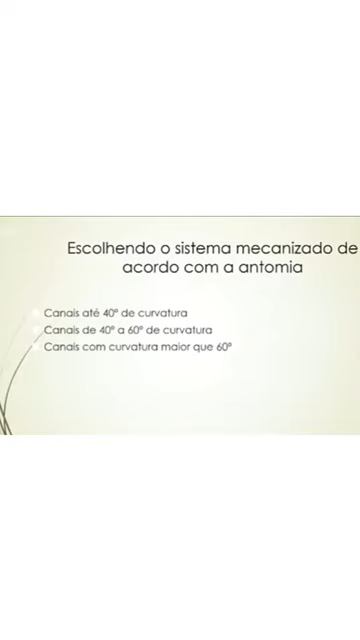 Escolhendo o sistema mecanizado de
acordo com a antomia
Canais até 40º de curvatura
Canais de 40º a 60º de curvatura
Canais com curvatura maior que 60º